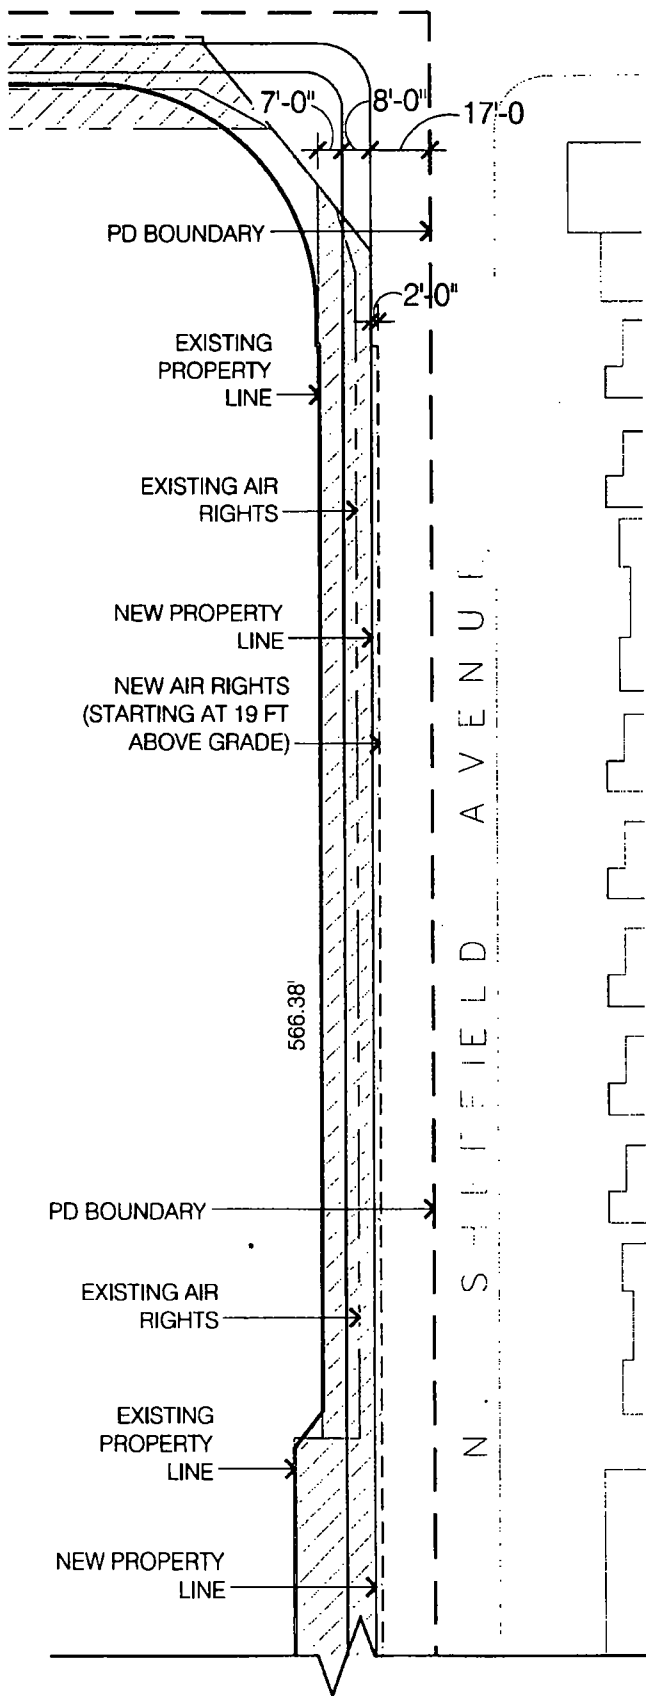 7'-0"
8'-0"
17'-0
PD BOUNDARY
2'-0"
EXISTING
PROPERTY
LINE
EXISTING AIR
RIGHTS
NEW PROPERTY
LINE
NEW AIR RIGHTS
(STARTING AT 19 FT
ABOVE GRADE)
566.38'
PD BOUNDARY
EXISTING AIR
RIGHTS
EXISTING
PROPERTY
LINE
NEW PROPERTY
LINE
N. SHEFFIELD AVENUE